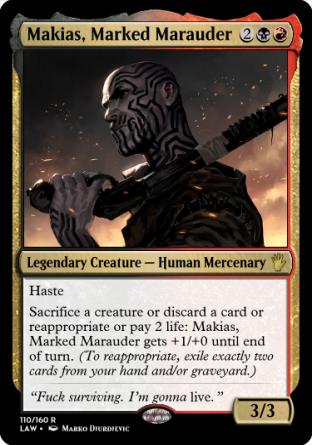 Makias, Marked Marauder 2
Legendary Creature — Human Mercenary
Haste
Sacrifice a creature or discard a card or
reappropriate or pay 2 life: Makias,
Marked Marauder gets +1/+0 until end
of turn. (To reappropriate, exile exactly two
cards from your hand and/or graveyard.)
"Fuck surviving. I'm gonna live."
3/3
110/160 R
LAW • Marko Djurdjevic